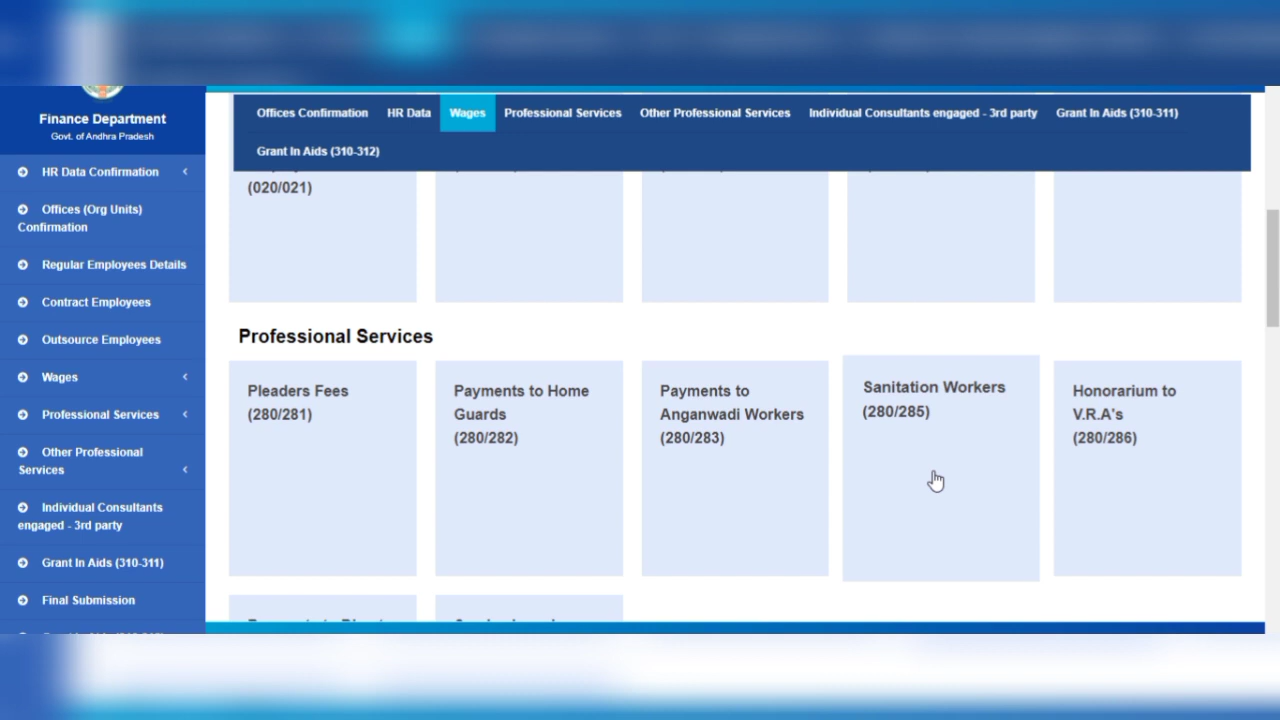 Finance Department
Govt. of Andhra Pradesh
HR Data Confirmation
Offices (Org Units)
Confirmation
Regular Employees Details
Contract Employees
Outsource Employees
Wages
Professional Services
Other Professional
Services
Individual Consultants
engaged - 3rd party
Grant In Aids (310-311)
Final Submission
Offices Confirmation HR Data Wages Professional Services Other Professional Services Individual Consultants engaged - 3rd party Grant In Aids (310-311)
Grant In Aids (310-312)
(020/021)
Professional Services
Pleaders Fees
(280/281)
Payments to Home
Guards
(280/282)
Payments to
Anganwadi Workers
(280/283)
Sanitation Workers
(280/285)
Honorarium to
V.R.A's
(280/286)